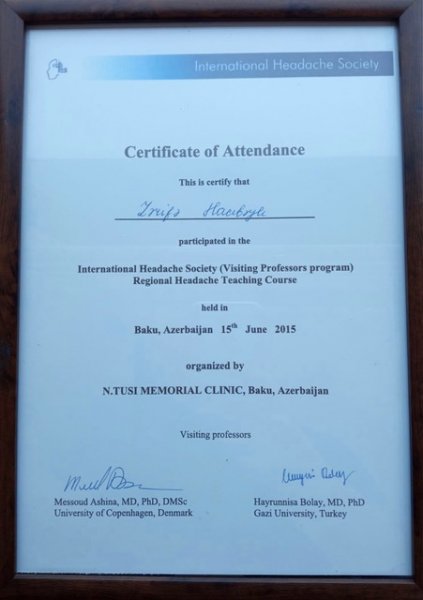 International Headache Society
Certificate of Attendance
This is certify that
participated in the
International Headache Society (Visiting Professors program)
Regional Headache Teaching Course
held in
Baku, Azerbaijan 15th June 2015
organized by
N.TUSI MEMORIAL CLINIC, Baku, Azerbaijan
Visiting professors
Messoud Ashina, MD, PhD, DMSc
University of Copenhagen, Denmark
Hayrunnisa Bolay, MD, PhD
Gazi University, Turkey